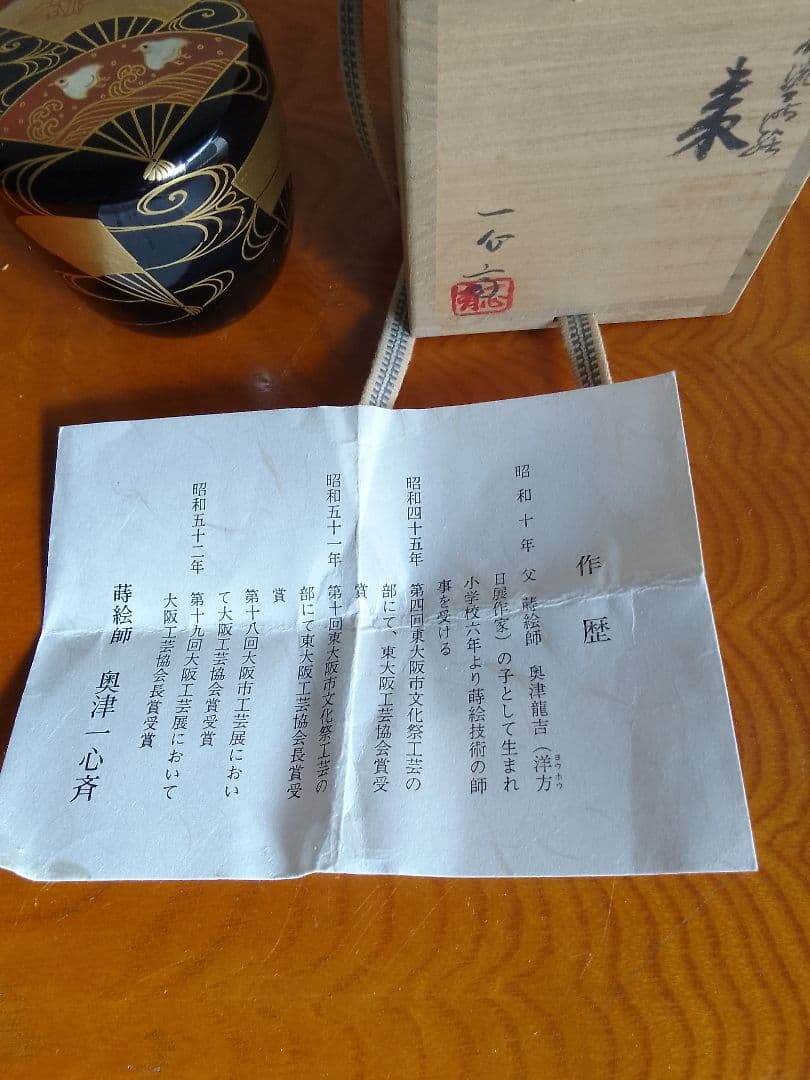 棗
一心斎
作歴
昭和十年 父 蒔絵師 奥津龍吉(洋方
ヨウホウ
日展作家)の子として生まれ
小学校六年より蒔絵技術の師
事を受ける
昭和四十五年 第四回東大阪市文化祭工芸の
部にて、東大阪工芸協会賞受
賞
昭和五十一年 第十回東大阪市文化祭工芸の
部にて東大阪工芸協会長賞受
賞
第十八回大阪市工芸展におい
て大阪工芸協会賞受賞
昭和五十二年 第十九回大阪工芸展において
大阪工芸協会長賞受賞
蒔絵師 奥津一心斉